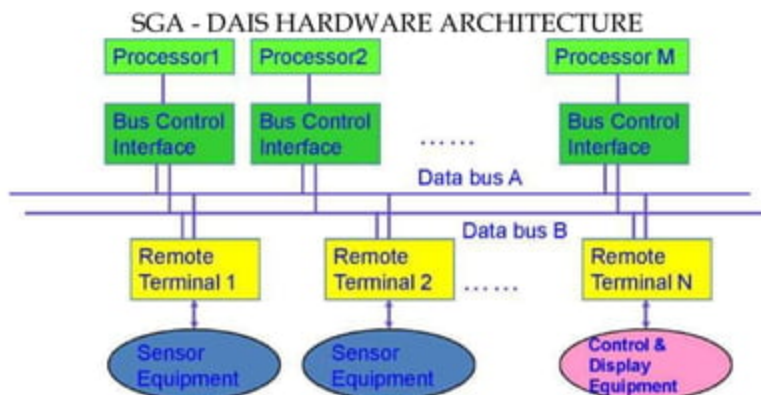 SGA - DAIS HARDWARE ARCHITECTURE
Processor1
Processor2
Processor M
Bus Control
Interface
Bus Control
Interface
......
Bus Control
Interface
Data bus A
Data bus B
Remote
Terminal 1
Remote
Terminal 2
......
Remote
Terminal N
Sensor
Equipment
Sensor
Equipment
Control &
Display
Equipment